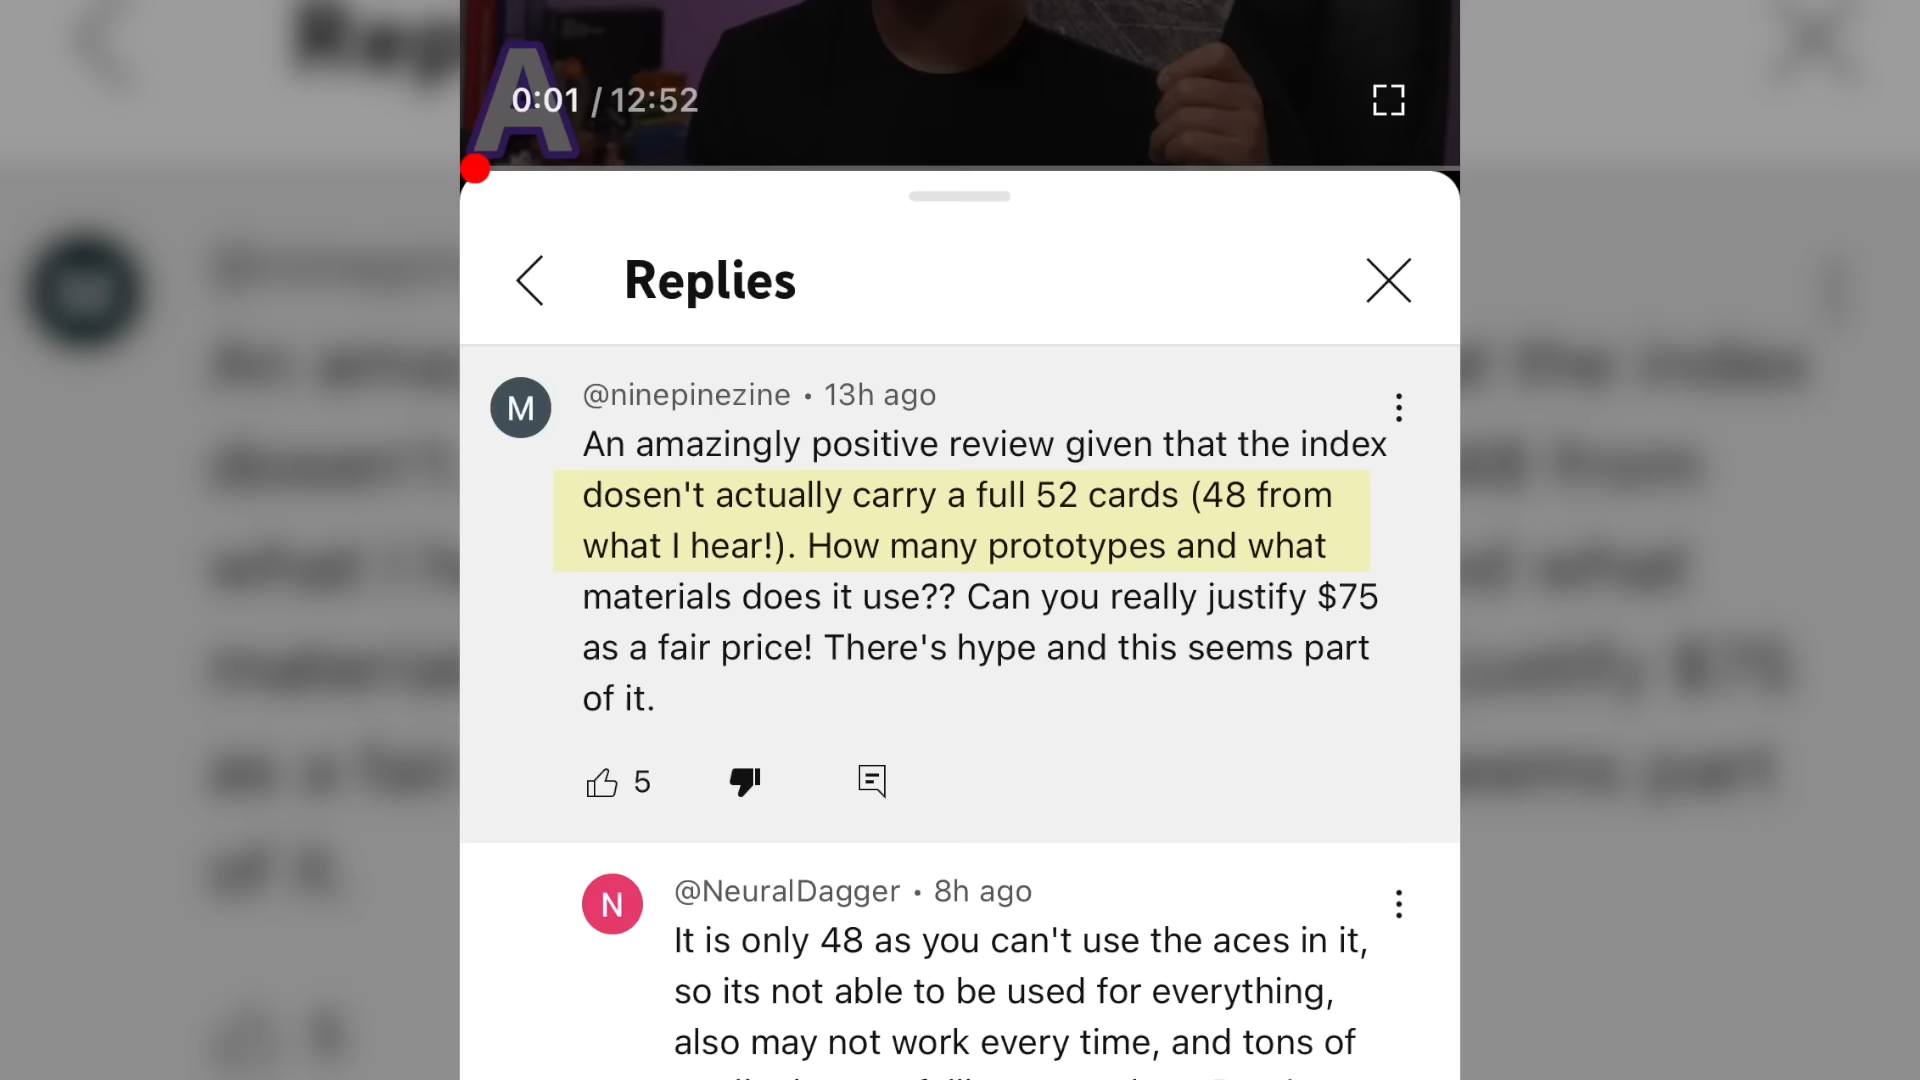 A
0:01 / 12:52
Replies
M
@ninepinezine • 13h ago
An amazingly positive review given that the index
dosen't actually carry a full 52 cards (48 from
what I hear!). How many prototypes and what
materials does it use?? Can you really justify $75
as a fair price! There's hype and this seems part
of it.
5
N
@NeuralDagger • 8h ago
It is only 48 as you can't use the aces in it,
so its not able to be used for everything,
also may not work every time, and tons of